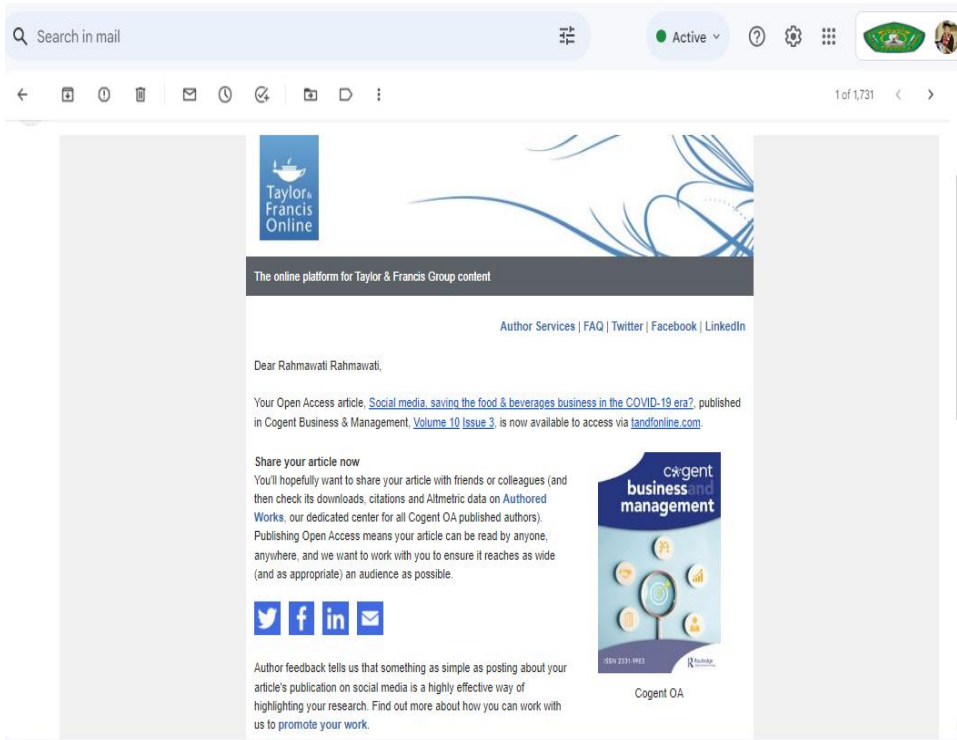 Search in mail
Active
1 of 1,731
Taylor &
Francis
Online
The online platform for Taylor & Francis Group content
Author Services | FAQ | Twitter | Facebook | LinkedIn
Dear Rahmawati Rahmawati,
Your Open Access article, Social media, saving the food & beverages business in the COVID-19 era?, published
in Cogent Business & Management, Volume 10 Issue 3, is now available to access via tandfonline.com.
Share your article now
You'll hopefully want to share your article with friends or colleagues (and
then check its downloads, citations and Altmetric data on Authored
Works, our dedicated center for all Cogent OA published authors).
Publishing Open Access means your article can be read by anyone,
anywhere, and we want to work with you to ensure it reaches as wide
(and as appropriate) an audience as possible.
cogent
business and
management
ISSN 2331-1983
Routledge
Cogent OA
Author feedback tells us that something as simple as posting about your
article's publication on social media is a highly effective way of
highlighting your research. Find out more about how you can work with
us to promote your work.